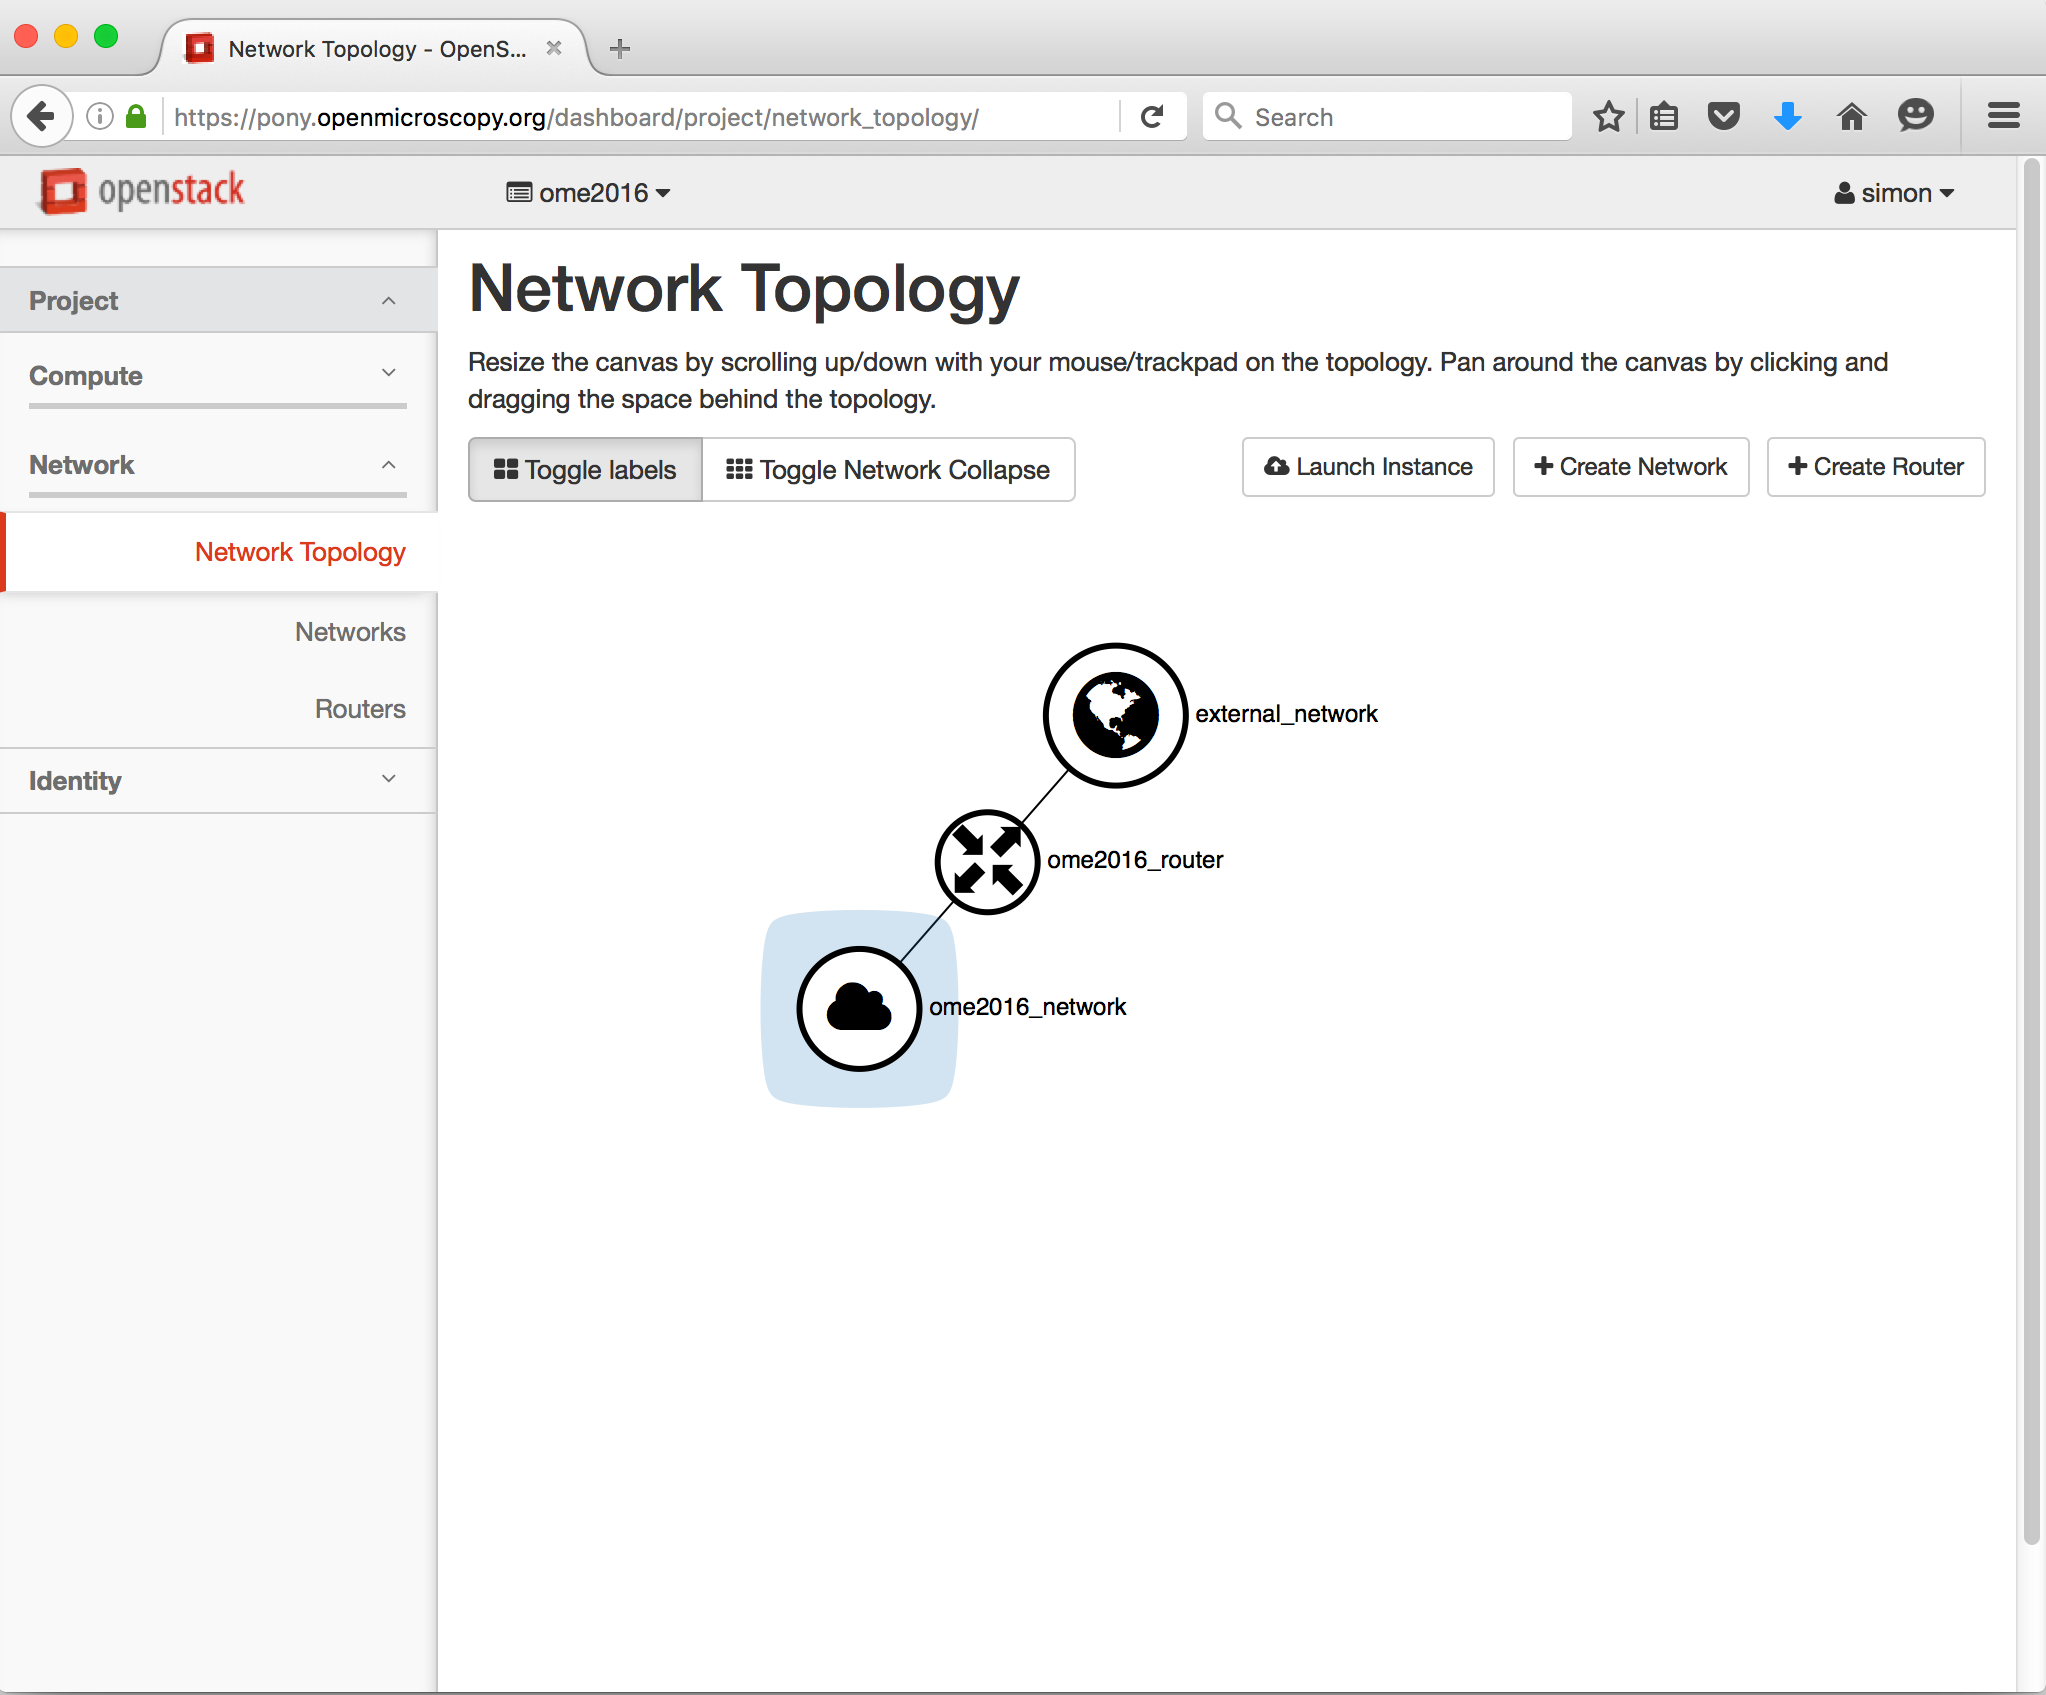 Network Topology - OpenS...
https://pony.openmicroscopy.org/dashboard/project/network_topology/
Search
openstack
ome2016
simon
Project
Compute
Network
Network Topology
Networks
Routers
Identity
Network Topology
Resize the canvas by scrolling up/down with your mouse/trackpad on the topology. Pan around the canvas by clicking and
dragging the space behind the topology.
Toggle labels
Toggle Network Collapse
Launch Instance
+ Create Network
+ Create Router
external_network
ome2016_router
ome2016_network